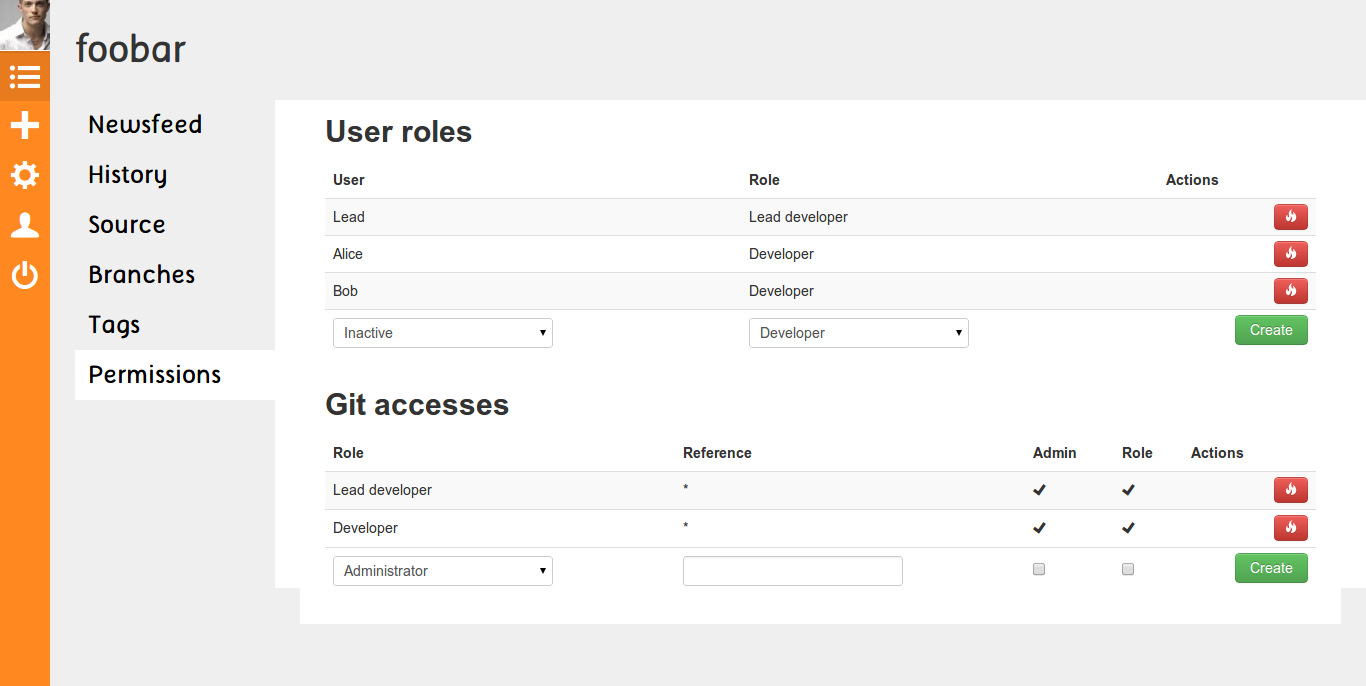 foobar
Newsfeed
History
Source
Branches
Tags
Permissions
User roles
User Role Actions
Lead Lead developer
Alice Developer
Bob Developer
Inactive Developer Create
Git accesses
Role Reference Admin Role Actions
Lead developer *
Developer *
Administrator Create